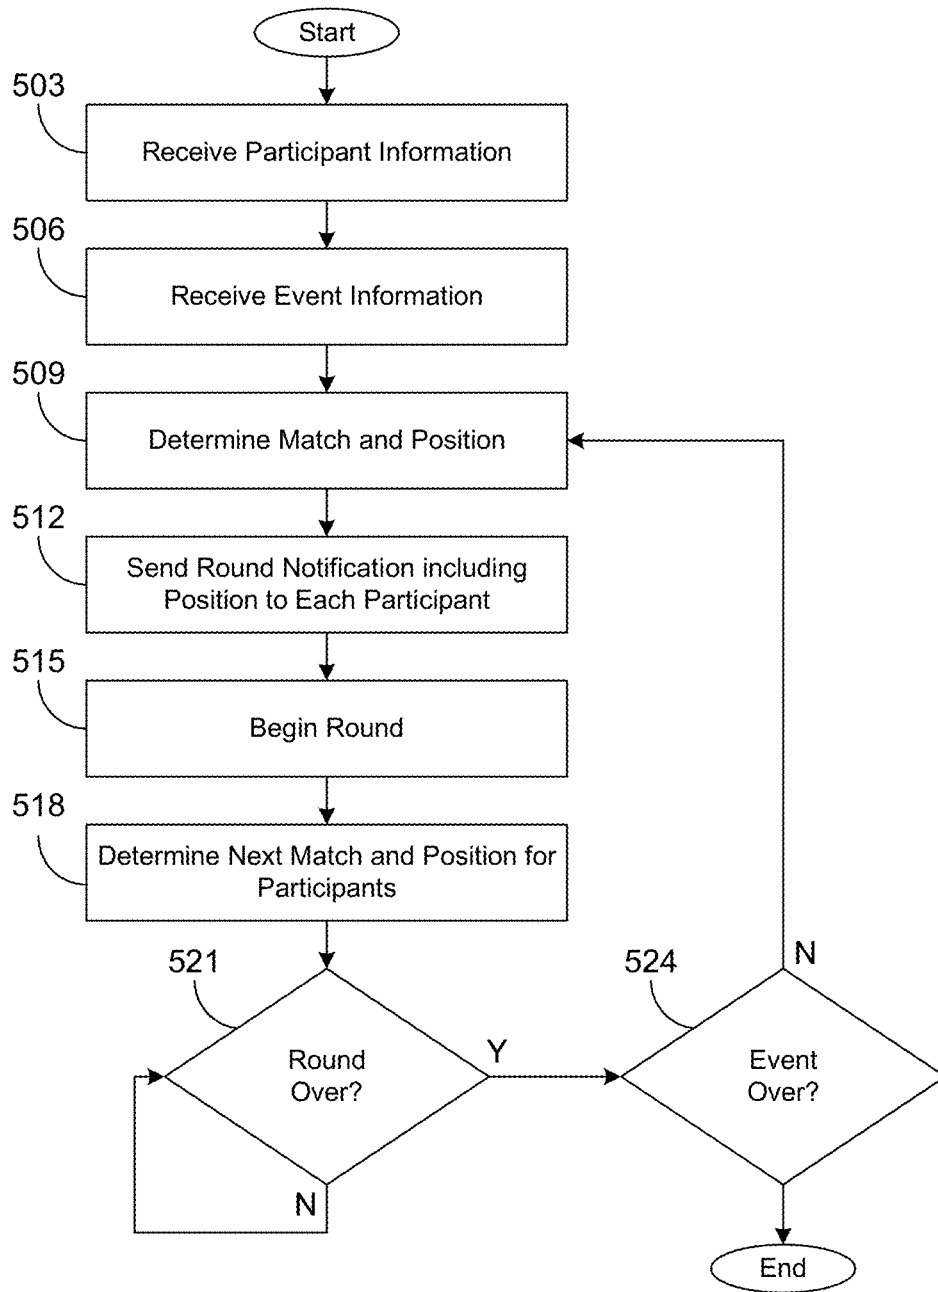 Start
503
Receive Participant Information
506
Receive Event Information
509
Determine Match and Position
512
Send Round Notification including
Position to Each Participant
515
Begin Round
518
Determine Next Match and Position for
Participants
521
Round
Over?
Y
N
524
N
Event
Over?
End